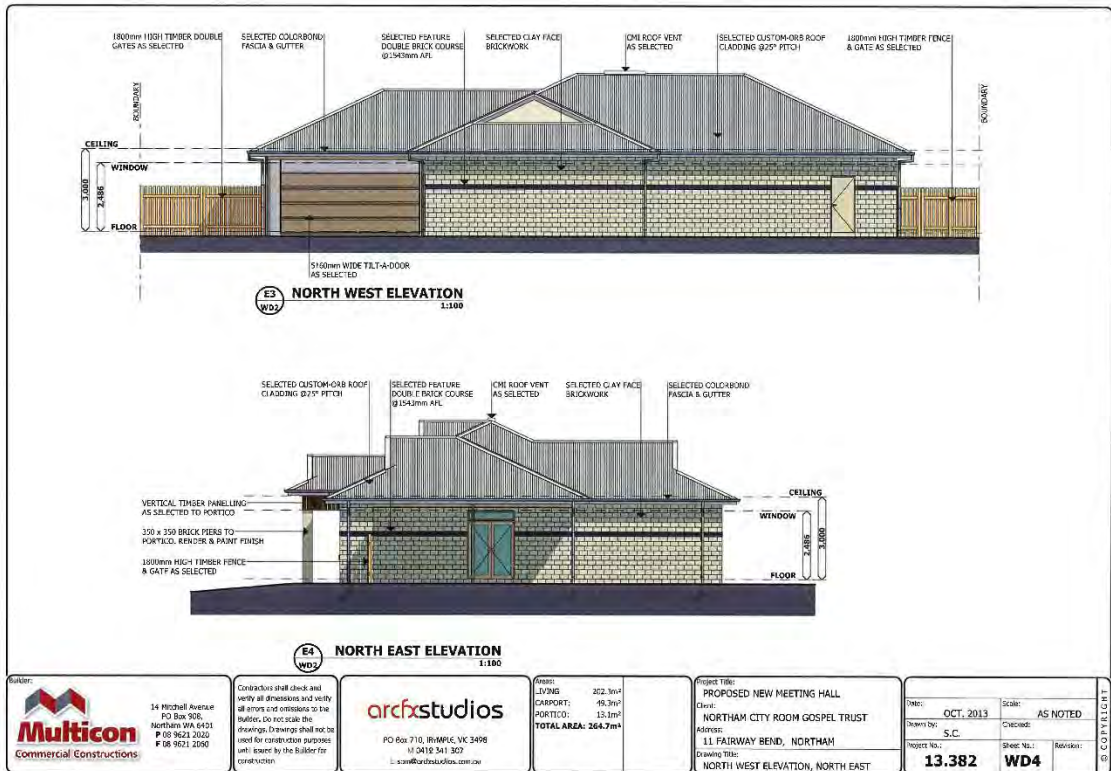 1800mm HIGH TIMBER DOUBLE
GATES AS SELECTED
SELECTED COLORBOND
FASCIA & GUTTER
SELECTED FEATURE
DOUBLE BRICK COURSE
@1543mm AFL
SELECTED CLAY FACE
BRICKWORK
CMI ROOF VENT
AS SELECTED
SELECTED CUSTOM-ORB ROOF
CLADDING @25° PITCH
1800mm HIGH TIMBER FENCE
& GATE AS SELECTED
BOUNDARY
BOUNDARY
CEILING
WINDOW
3,000
2,486
FLOOR
5160mm WIDE TILT-A-DOOR
AS SELECTED
E3
WD2
NORTH WEST ELEVATION
1:100
SELECTED CUSTOM-ORB ROOF
CLADDING @25° PITCH
SELECTED FEATURE
DOUBLE BRICK COURSE
@1543mm AFL
CMI ROOF VENT
AS SELECTED
SELECTED CLAY FACE
BRICKWORK
SELECTED COLORBOND
FASCIA & GUTTER
VERTICAL TIMBER PANELLING
AS SELECTED TO PORTICO
350 x 350 BRICK PIERS TO
PORTICO, RENDER & PAINT FINISH
1800mm HIGH TIMBER FENCE
& GATE AS SELECTED
CEILING
WINDOW
2,486
3,000
FLOOR
E4
WD2
NORTH EAST ELEVATION
1:100
Builder:
Multicon
Commercial Constructions
14 Mitchell Avenue
PO Box 908,
Northam WA 6401
P 08 9621 2020
F 08 9621 2060
Contractors shall check and
verify all dimensions and verify
all errors and omissions to the
Builder. Do not scale the
drawings. Drawings shall not be
used for construction purposes
until issued by the Builder for
construction
arcfxstudios
PO Box 710, IRYMPLE, VIC 3498
M 0419 341 307
E: sam@arcfxstudios.com.au
Areas:
LIVING 202.3m²
CARPORT: 49.3m²
PORTICO: 13.1m²
TOTAL AREA: 264.7m²
Project Title:
PROPOSED NEW MEETING HALL
Client:
NORTHAM CITY ROOM GOSPEL TRUST
Address:
11 FAIRWAY BEND, NORTHAM
Drawing Title:
NORTH WEST ELEVATION, NORTH EAST
Date: OCT, 2013
Scale: AS NOTED
Drawn by: S.C.
Checked:
Project No.: 13.382
Sheet No.: WD4
Revision:
© COPYRIGHT